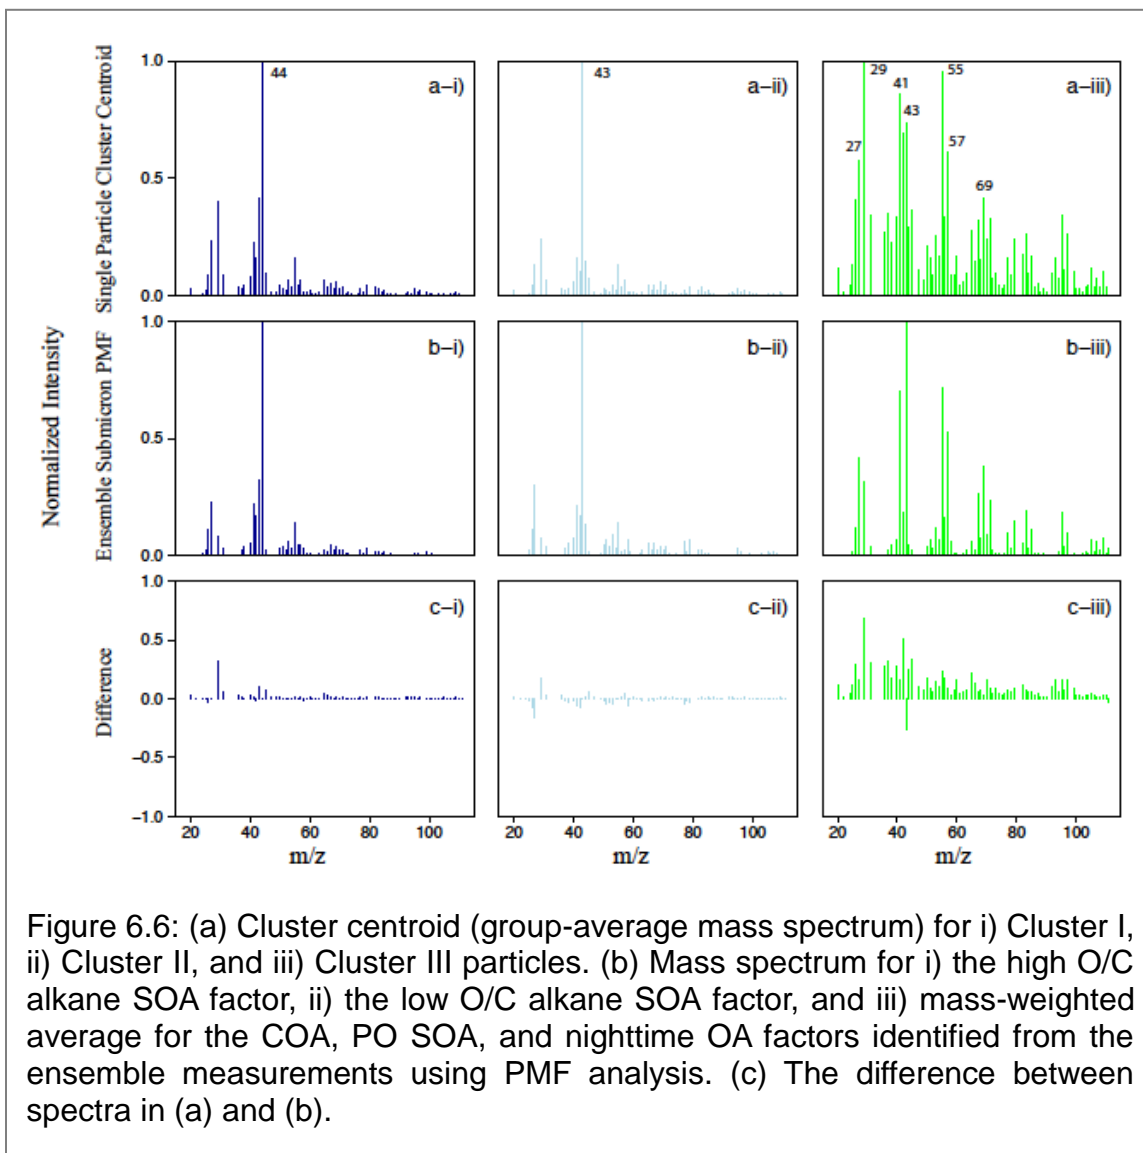 Normalized Intensity
Single Particle Cluster Centroid
1.0
0.5
0.0
44
a–i)
43
a–ii)
29
55
41
43
27
57
69
a–iii)
Ensemble Submicron PMF
1.0
0.5
0.0
b–i)
b–ii)
b–iii)
Difference
1.0
0.5
0.0
−0.5
−1.0
c–i)
c–ii)
c–iii)
20 40 60 80 100
20 40 60 80 100
20 40 60 80 100
m/z
m/z
m/z
Figure 6.6: (a) Cluster centroid (group-average mass spectrum) for i) Cluster I,
ii) Cluster II, and iii) Cluster III particles. (b) Mass spectrum for i) the high O/C
alkane SOA factor, ii) the low O/C alkane SOA factor, and iii) mass-weighted
average for the COA, PO SOA, and nighttime OA factors identified from the
ensemble measurements using PMF analysis. (c) The difference between
spectra in (a) and (b).